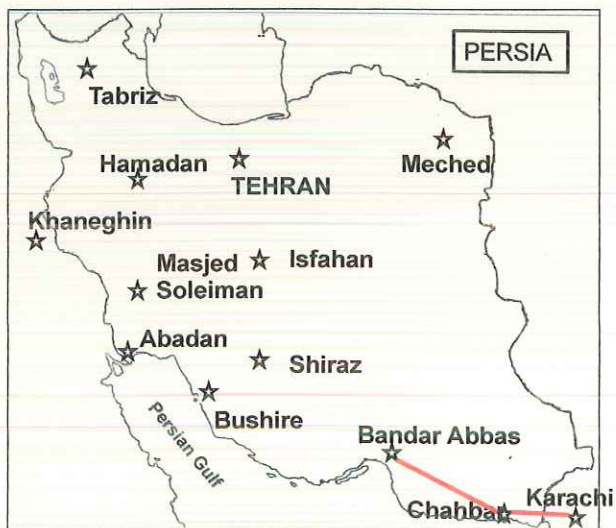 PERSIA
Tabriz
Hamadan
TEHRAN
Meched
Khaneghin
Masjed
Soleiman
Isfahan
Abadan
Shiraz
Bushire
Persian Gulf
Bandar Abbas
Chahbar
Karachi